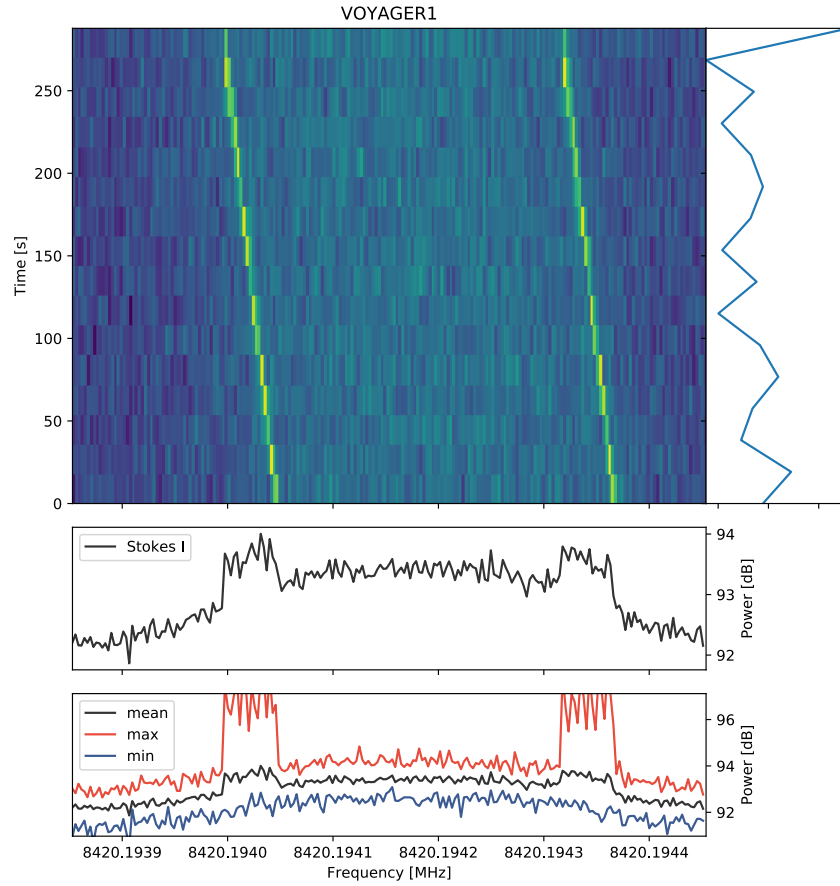 VOYAGER1
250
200
150
100
50
0
Time [s]
Stokes I
94
93
92
Power [dB]
mean
max
min
96
94
92
Power [dB]
8420.1939
8420.1940
8420.1941
8420.1942
8420.1943
8420.1944
Frequency [MHz]